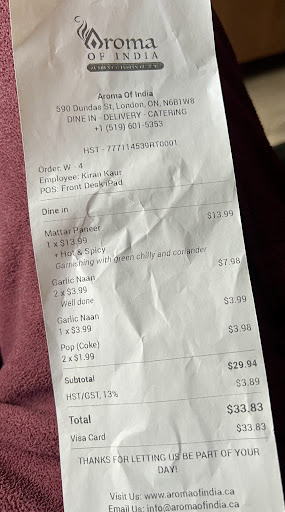 Aroma
OF INDIA
Aroma Of India
590 Dundas St, London, ON, N6B1W8
DINE IN - DELIVERY - CATERING
+1 (519) 601-5353
HST - 777114539RT0001
Order: W - 4
Employee: Kiran Kaur
POS: Front Desk iPad
Dine in
Mattar Paneer $13.99
1 x $13.99
+ Hot & Spicy
Garnishing with green chilly and coriander
Garlic Naan $7.98
2 x $3.99
Well done
Garlic Naan $3.99
1 x $3.99
Pop (Coke) $3.98
2 x $1.99
Subtotal $29.94
HST/GST, 13% $3.89
Total $33.83
Visa Card $33.83
THANKS FOR LETTING US BE PART OF YOUR
DAY!
Visit Us: www.aromaofindia.ca
Email Us: info@aromaofindia.ca